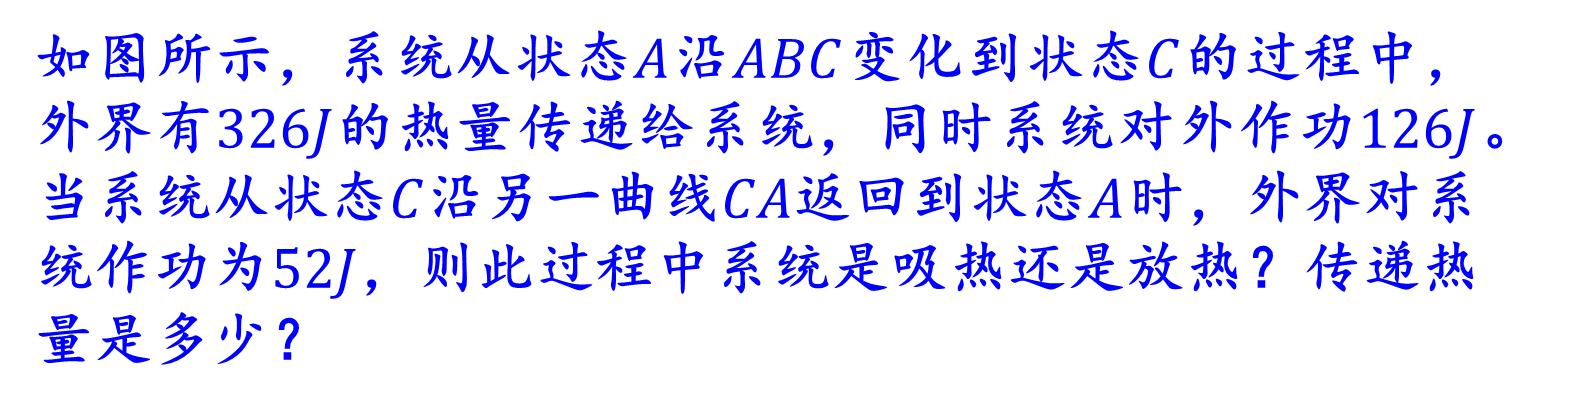 如图所示，系统从状态A沿ABC变化到状态C的过程中，
外界有326J的热量传递给系统，同时系统对外作功126J。
当系统从状态C沿另一曲线CA返回到状态A时，外界对系
统作功为52J，则此过程中系统是吸热还是放热？传递热
量是多少？